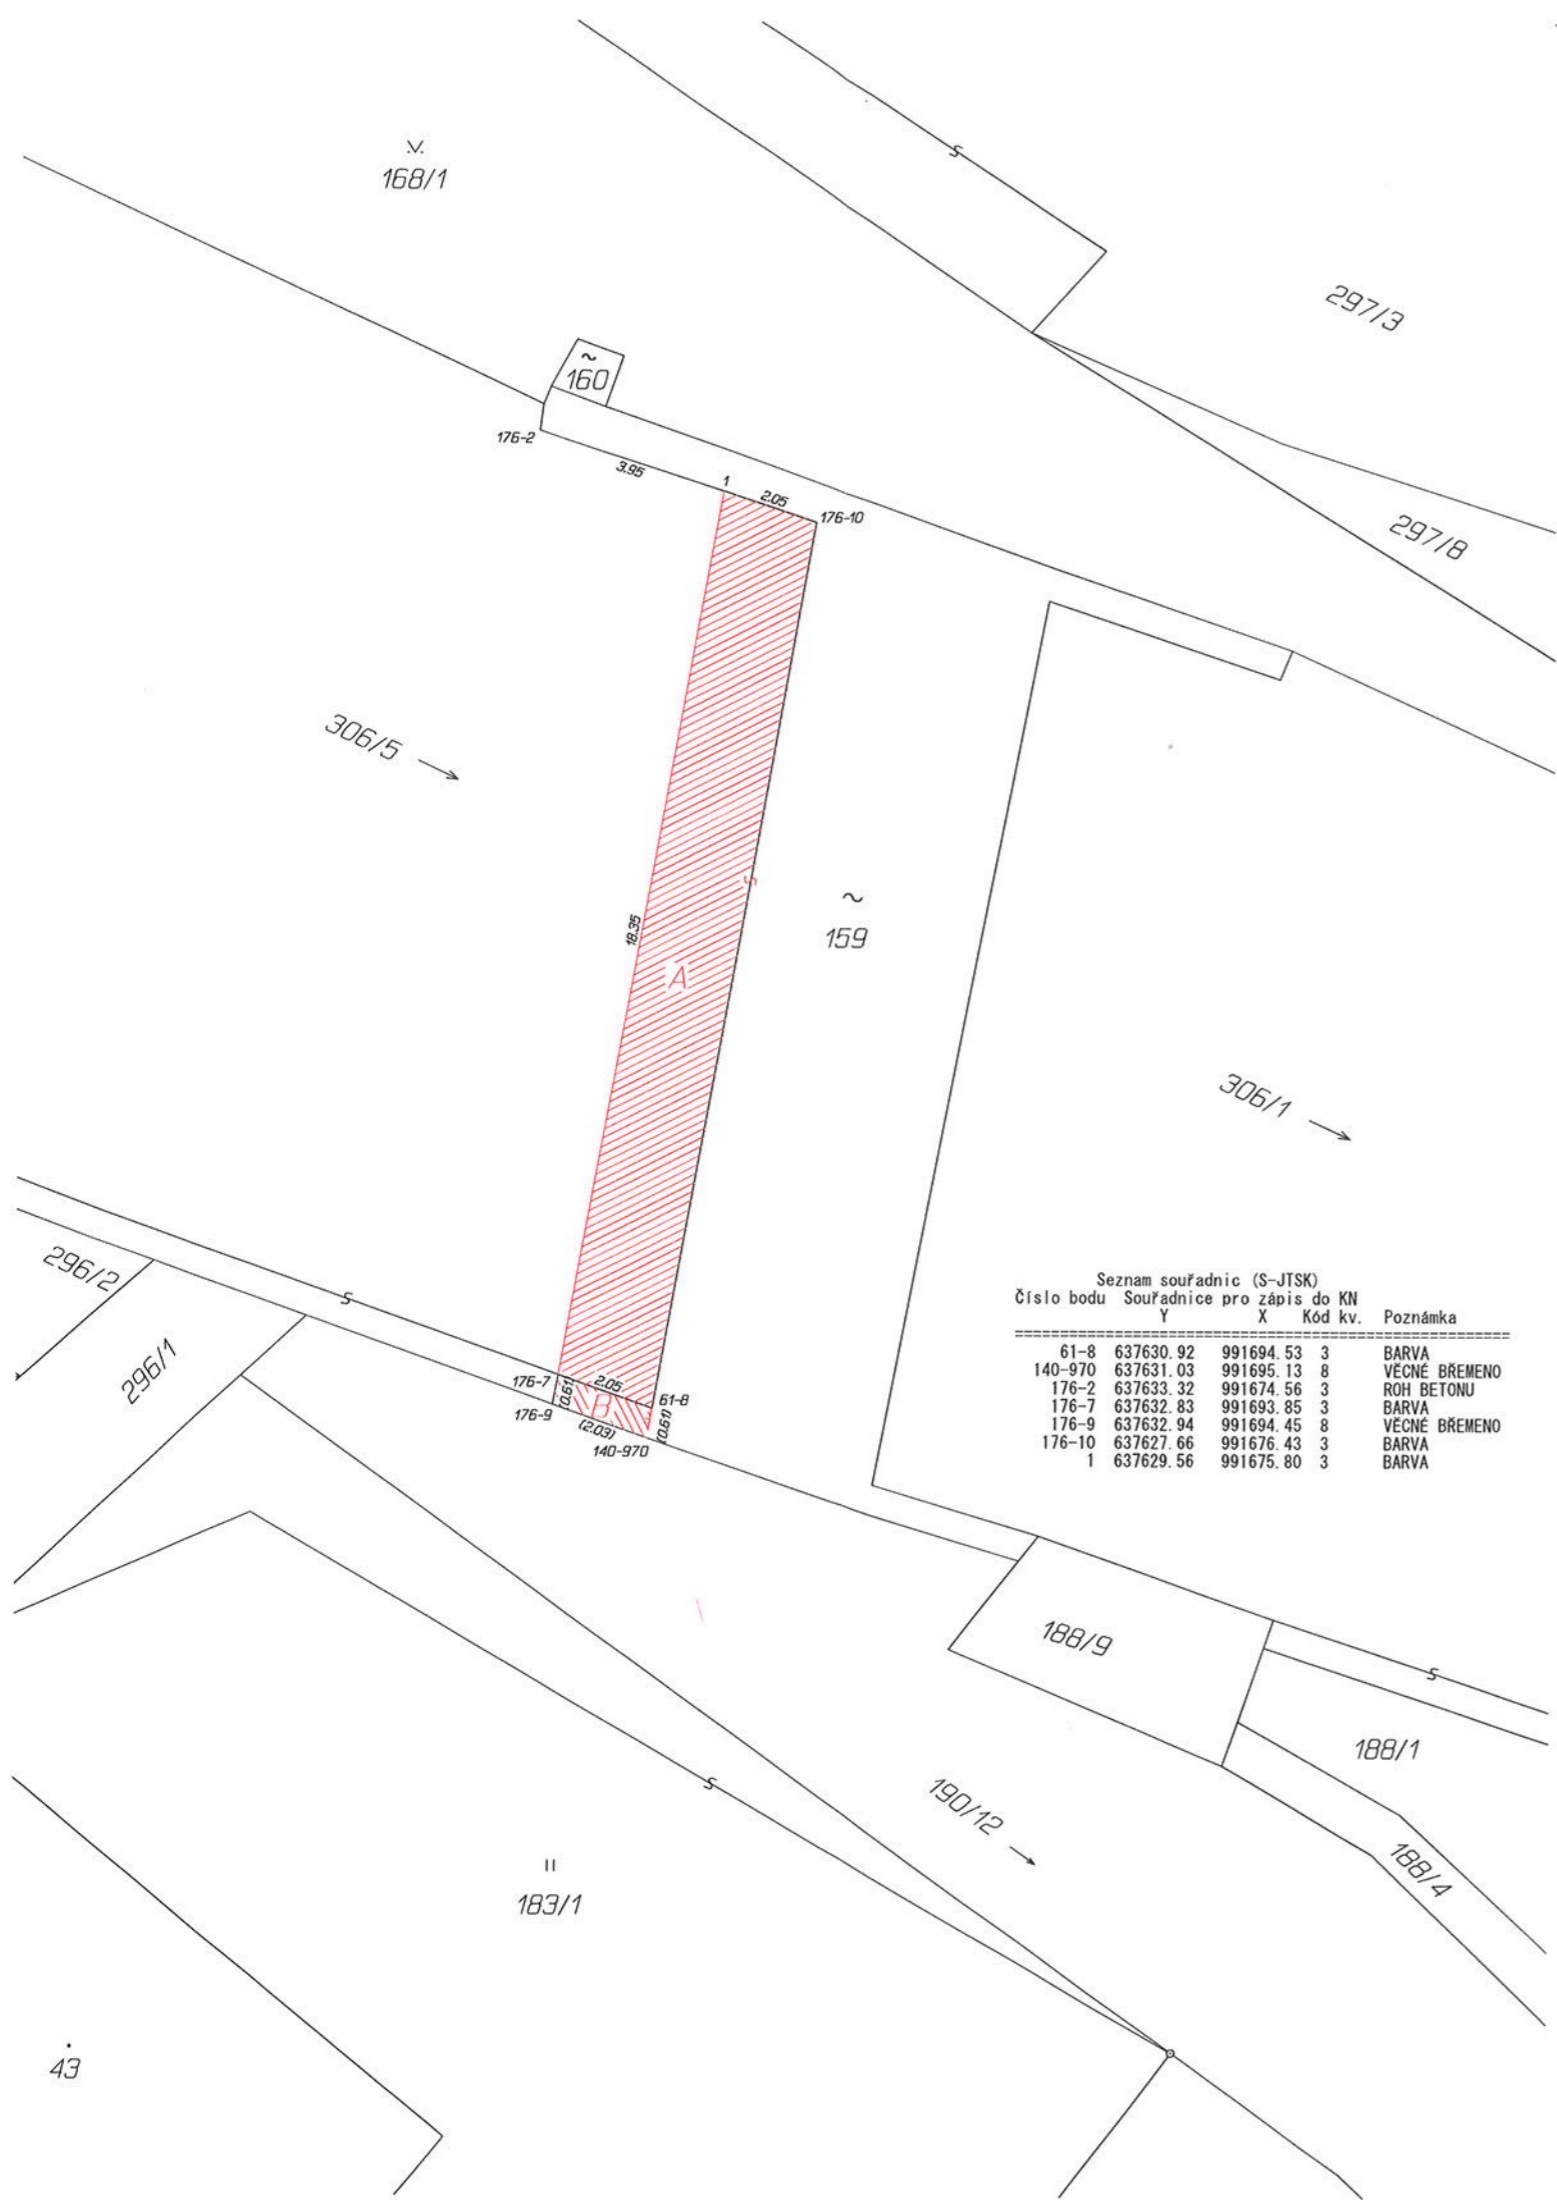 168/1
297/3
160
176-2
3.95
1
2.05
176-10
297/8
306/5
18.35
159
A
306/1
296/2
296/1
Seznam souřadnic (S-JTSK)
Číslo bodu Souřadnice pro zápis do KN
Y X Kód kv. Poznámka
61-8 637630.92 991694.53 3 BARVA
140-970 637631.03 991695.13 8 VĚCNÉ BŘEMENO
176-2 637633.32 991674.56 3 ROH BETONU
176-7 637632.83 991693.85 3 BARVA
176-9 637632.94 991694.45 8 VĚCNÉ BŘEMENO
176-10 637627.66 991676.43 3 BARVA
1 637629.56 991675.80 3 BARVA
176-7
(0.61)
2.05
61-8
B
176-9
(2.03)
(0.61)
140-970
188/9
188/1
190/12
188/4
183/1
43